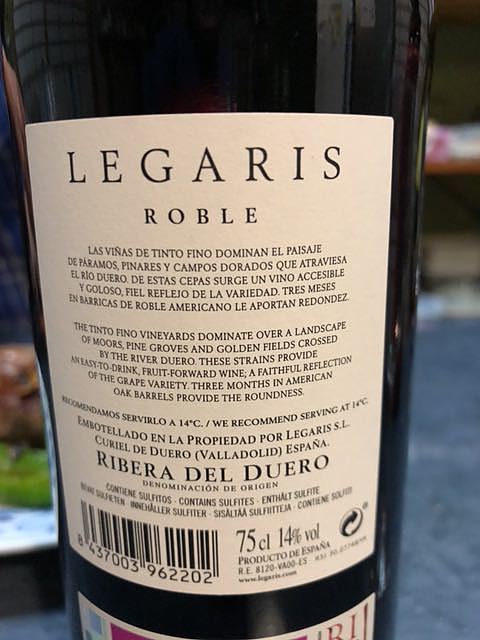 LEGARIS
ROBLE
LAS VIÑAS DE TINTO FINO DOMINAN EL PAISAJE
DE PÁRAMOS, PINARES Y CAMPOS DORADOS QUE ATRAVIESA
EL RÍO DUERO. DE ESTAS CEPAS SURGE UN VINO ACCESIBLE
Y GOLOSO, FIEL REFLEJO DE LA VARIEDAD. TRES MESES
EN BARRICAS DE ROBLE AMERICANO LE APORTAN REDONDEZ.
THE TINTO FINO VINEYARDS DOMINATE OVER A LANDSCAPE
OF MOORS, PINE GROVES AND GOLDEN FIELDS CROSSED
BY THE RIVER DUERO. THESE STRAINS PROVIDE
AN EASY-TO-DRINK, FRUIT-FORWARD WINE; A FAITHFUL REFLECTION
OF THE GRAPE VARIETY. THREE MONTHS IN AMERICAN
OAK BARRELS PROVIDE THE ROUNDNESS.
RECOMENDAMOS SERVIRLO A 14°C. / WE RECOMMEND SERVING AT 14°C.
EMBOTELLADO EN LA PROPIEDAD POR LEGARIS S.L.
CURIEL DE DUERO (VALLADOLID) ESPAÑA.
RIBERA DEL DUERO
DENOMINACIÓN DE ORIGEN
CONTIENE SULFITOS · CONTAINS SULFITES · ENTHÄLT SULFITE
BEVAT SULFIETEN · INNEHÅLLER SULFITER · SISÄLTÄÄ SULFIITTEJA · CONTIENE SOLFITI
75 cl 14% vol
PRODUCTO DE ESPAÑA
R.E. 8120-VA00-ES
www.legaris.com
8 437003 962202